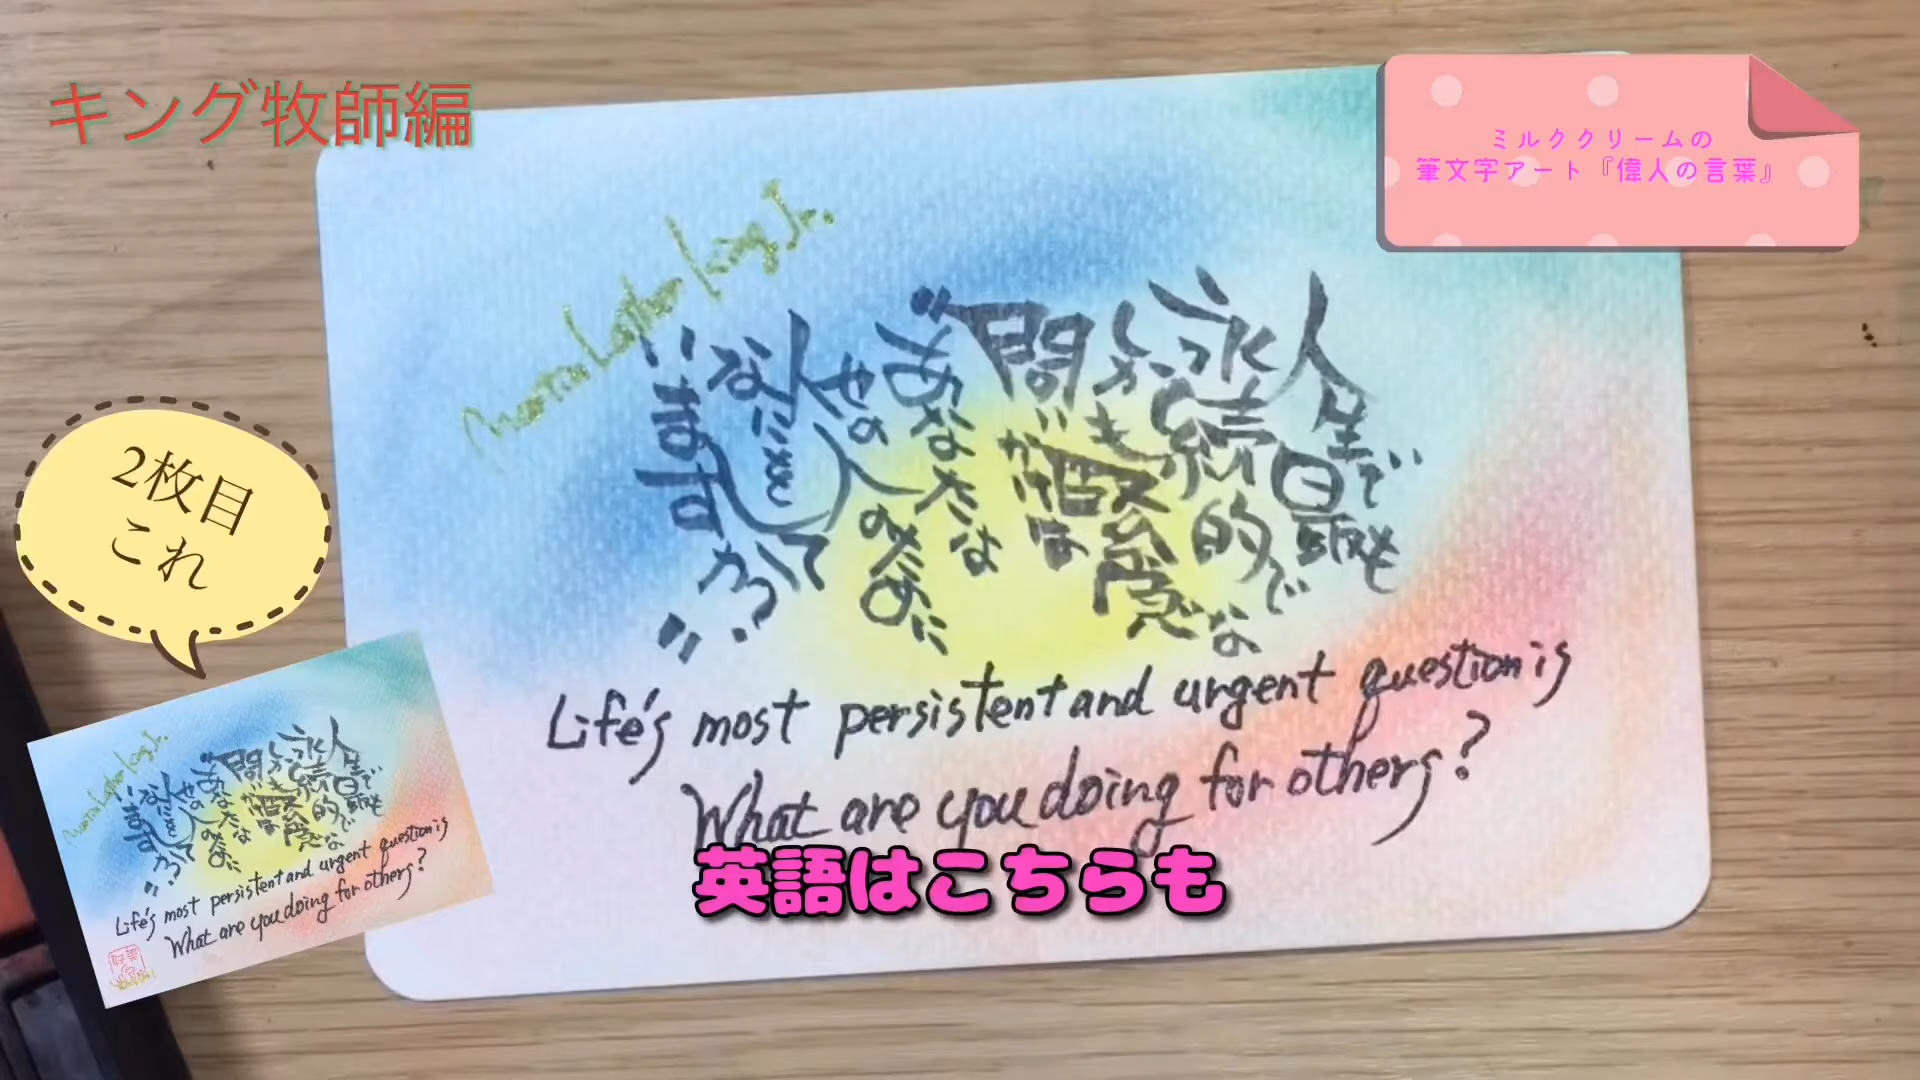 キング牧師編
ミルククリームの
筆文字アート『偉人の言葉』
2枚目
これ
Martin Luther King Jr.
人生で最も
永続的で
しかも緊急な
問いがけは
"あなたは
他の人のために
なにをして
いますか?"
Life's most persistent and urgent question is
What are you doing for others?
英語はこちらも